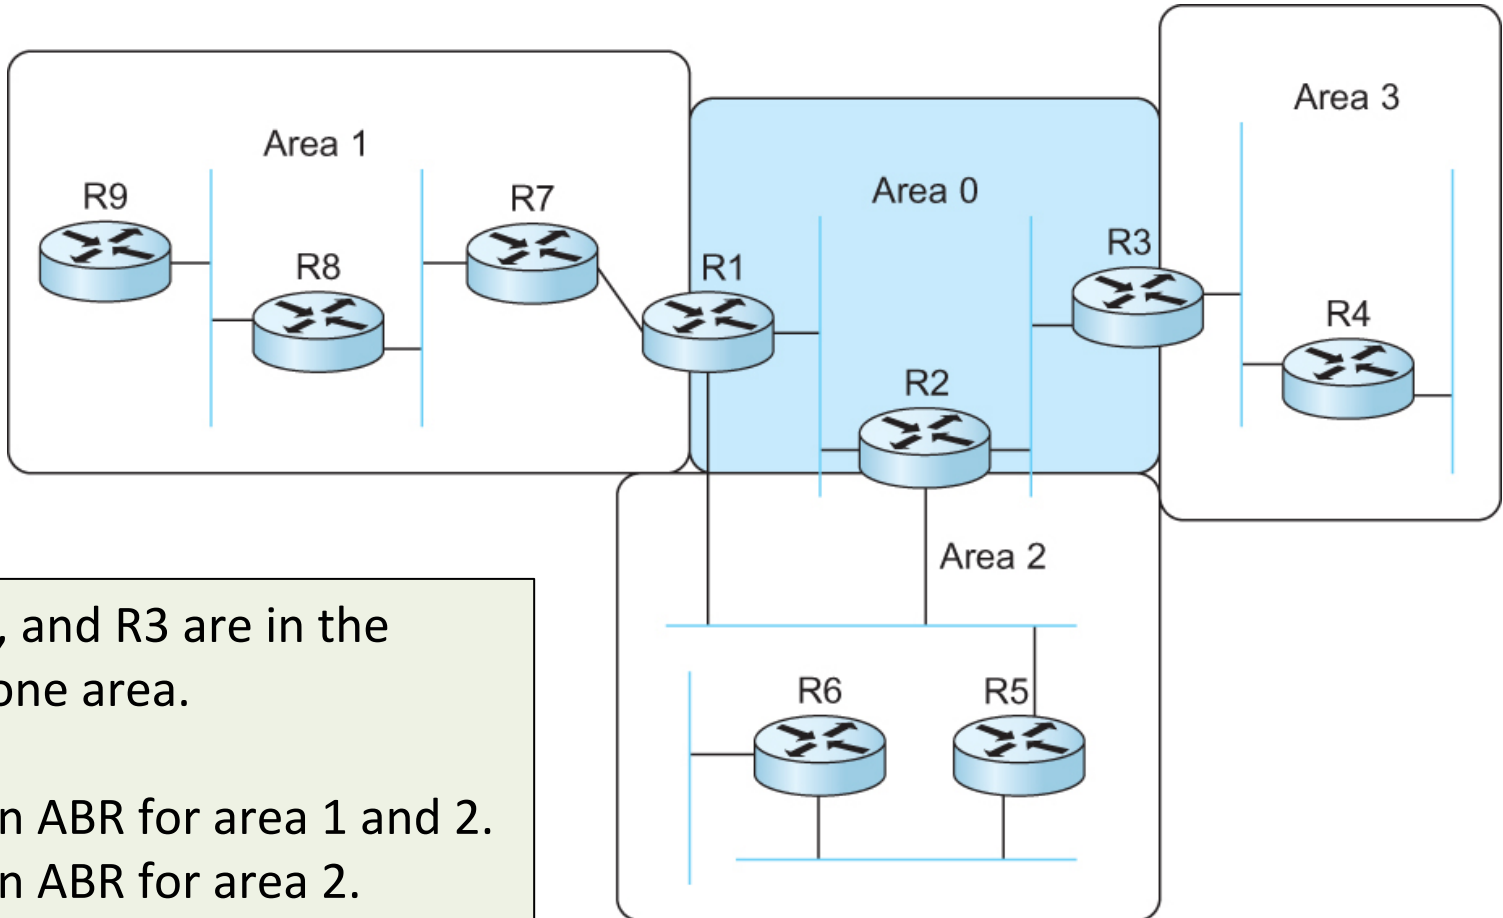 Area 3
Area 1
Area 0
R9
R7
R3
R8
R1
R4
R2
Area 2
, and R3 are in the
one area.
R6
R5
n ABR for area 1 and 2.
n ABR for area 2.